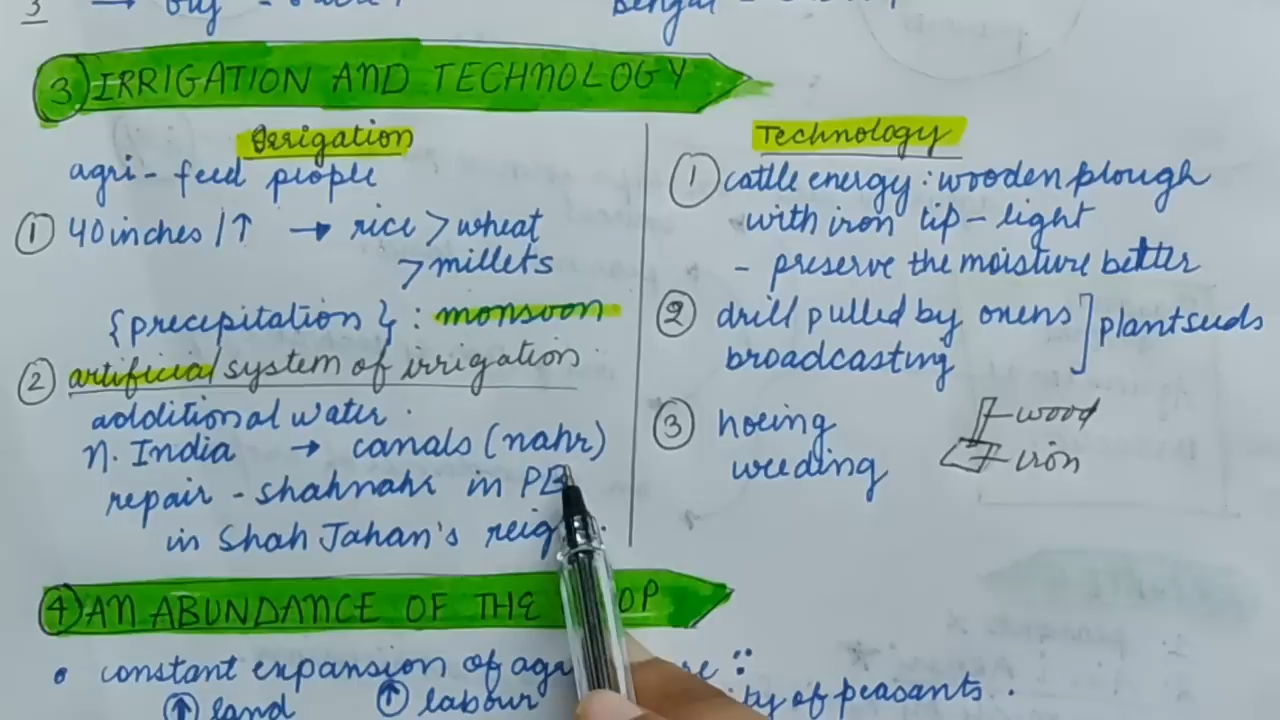 3
③ IRRIGATION AND TECHNOLOGY
Irrigation
agri - feed people
① 40 inches / ↑ → rice > wheat
> millets
{precipitation} : monsoon
② artificial system of irrigation
additional water.
N. India → canals (nahr)
repair - shahnahr in PB
in Shah Jahan's
Technology
① cattle energy : wooden plough
with iron tip - light
- preserve the moisture better
② drill pulled by oxens ] plant seeds
broadcasting
③ hoeing
weeding
wood
iron
④ AN ABUNDANCE OF THE
• constant expansion of
↑ land ↑ labour of peasants.